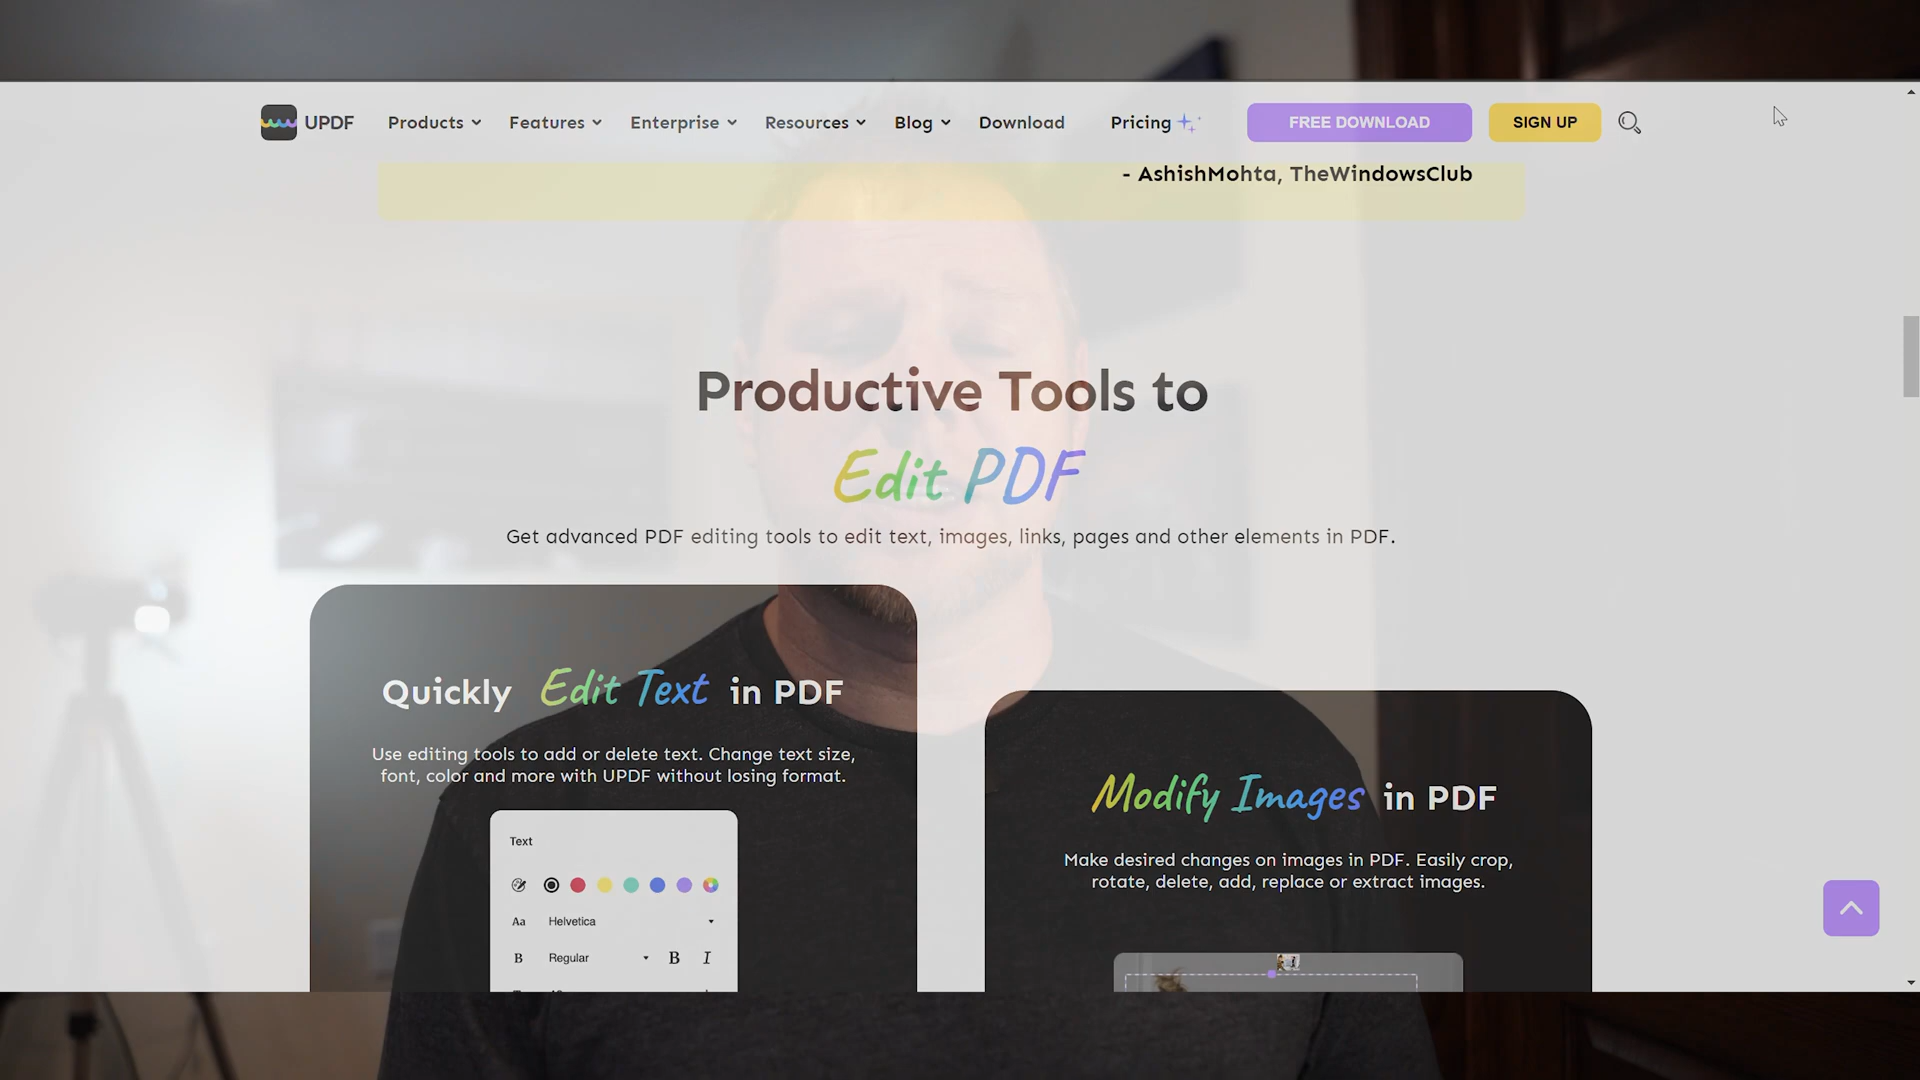 UPDF Products Features Enterprise Resources Blog Download Pricing FREE DOWNLOAD SIGN UP
- AshishMohta, TheWindowsClub
Productive Tools to
Edit PDF
Get advanced PDF editing tools to edit text, images, links, pages and other elements in PDF.
Quickly Edit Text in PDF
Use editing tools to add or delete text. Change text size,
font, color and more with UPDF without losing format.
Text
Aa Helvetica
B Regular B I
Modify Images in PDF
Make desired changes on images in PDF. Easily crop,
rotate, delete, add, replace or extract images.